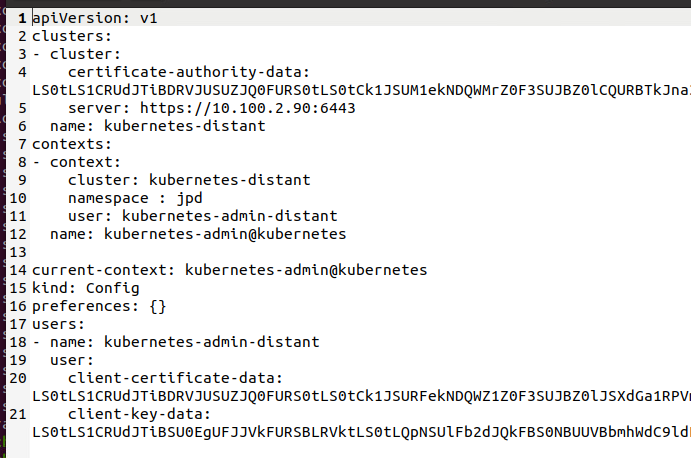 1 apiVersion: v1
2 clusters:
3 - cluster:
4 certificate-authority-data:
LS0tLS1CRUdJTiBDRVJUSUZJQ0FURS0tLS0tCk1JSUM1ekNDQWMrZ0F3SUJBZ0lCQURBTkJna
5 server: https://10.100.2.90:6443
6 name: kubernetes-distant
7 contexts:
8 - context:
9 cluster: kubernetes-distant
10 namespace : jpd
11 user: kubernetes-admin-distant
12 name: kubernetes-admin@kubernetes
13
14 current-context: kubernetes-admin@kubernetes
15 kind: Config
16 preferences: {}
17 users:
18 - name: kubernetes-admin-distant
19 user:
20 client-certificate-data:
LS0tLS1CRUdJTiBDRVJUSUZJQ0FURS0tLS0tCk1JSURFekNDQWZ1Z0F3SUJBZ0lJSXdGa1RPV
21 client-key-data:
LS0tLS1CRUdJTiBSU0EgUFJJVkFURSBLRVktLS0tLQpNSUlFb2dJQkFBS0NBUUVBbmhWdC9ld